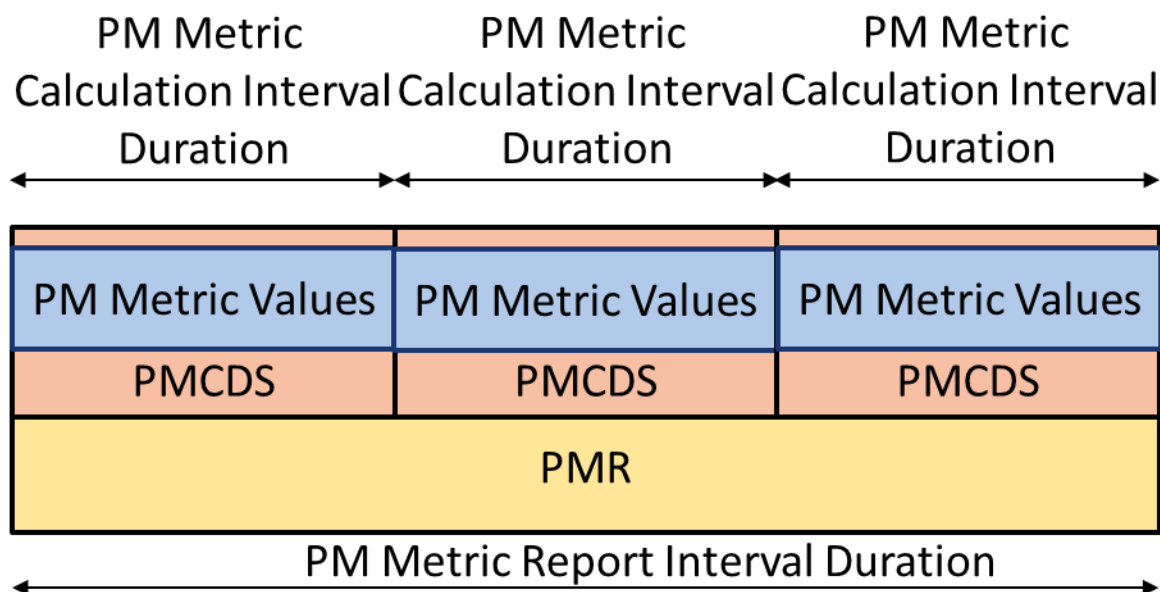 PM Metric
Calculation Interval
Duration
PM Metric
Calculation Interval
Duration
PM Metric
Calculation Interval
Duration
PM Metric Values
PM Metric Values
PM Metric Values
PMCDS
PMCDS
PMCDS
PMR
PM Metric Report Interval Duration